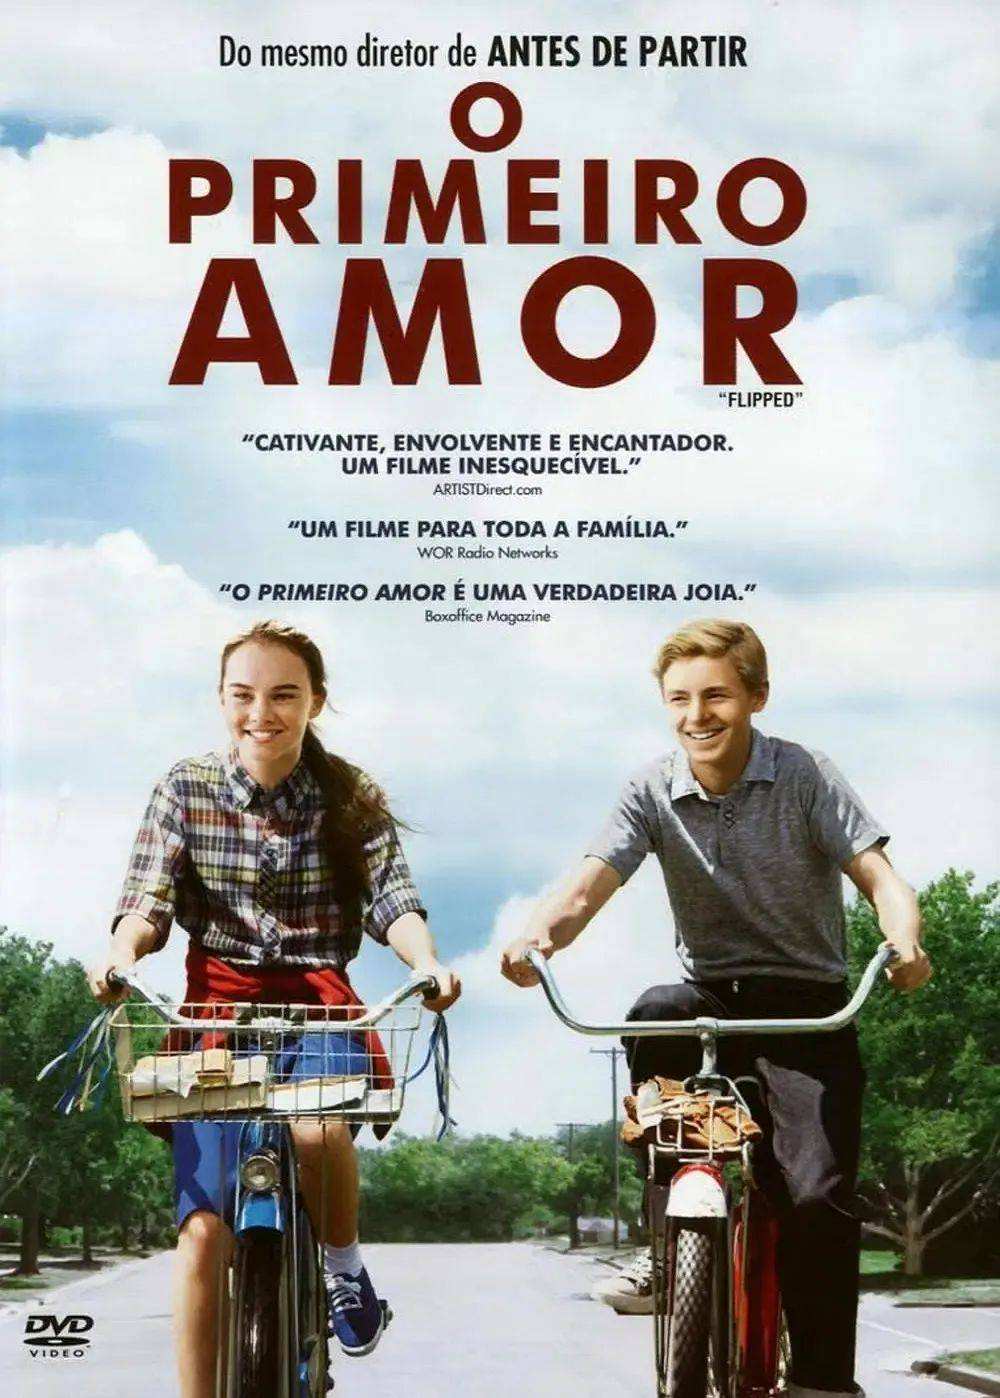 Do mesmo diretor de ANTES DE PARTIR
O
PRIMEIRO
AMOR
“FLIPPED”
“CATIVANTE, ENVOLVENTE E ENCANTADOR.
UM FILME INESQUECÍVEL.”
ARTISTDirect.com
“UM FILME PARA TODA A FAMÍLIA.”
WOR Radio Networks
“O PRIMEIRO AMOR É UMA VERDADEIRA JOIA.”
Boxoffice Magazine
DVD
VIDEO